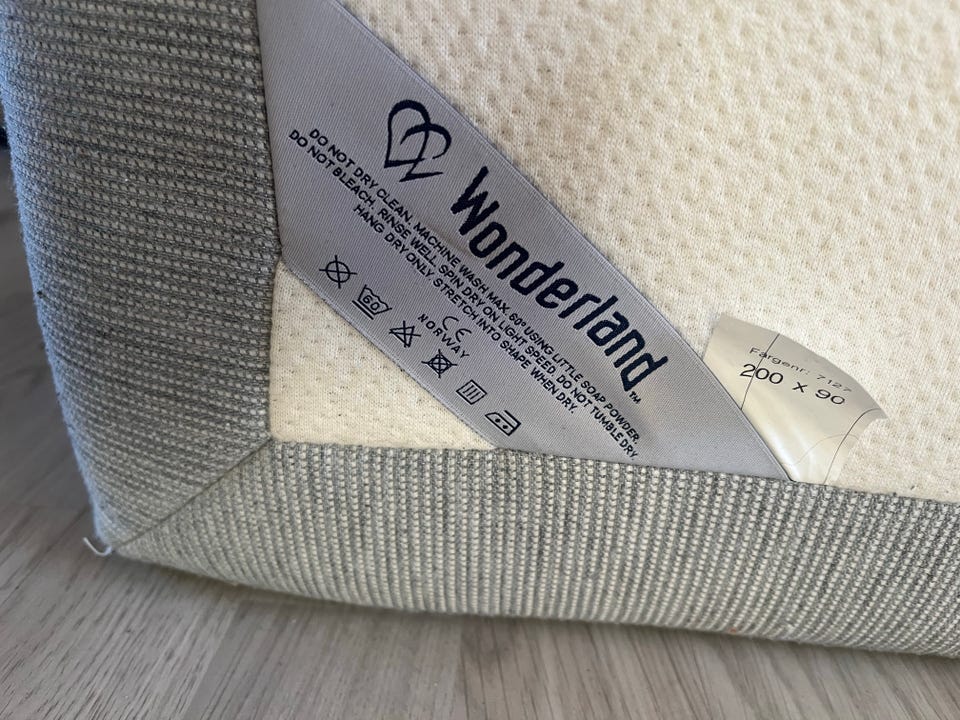 Wonderland™
DO NOT DRY CLEAN. MACHINE WASH MAX. 60° USING LITTLE SOAP POWDER.
DO NOT BLEACH. RINSE WELL. SPIN DRY ON LIGHT SPEED. DO NOT TUMBLE DRY.
HANG DRY ONLY. STRETCH INTO SHAPE WHEN DRY.
60
CE
NORWAY
Fargenr: 7127
200 x 90